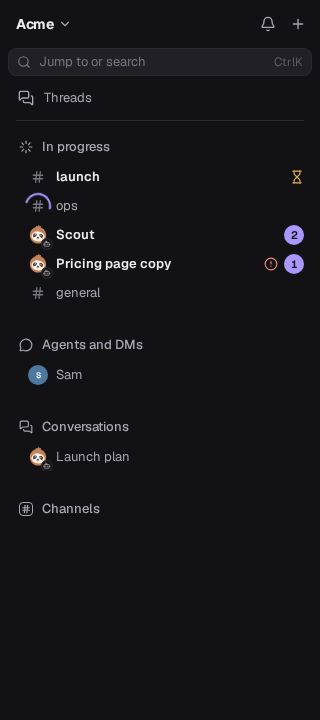 Acme
Jump to or search CtrlK
Threads
In progress
# launch
# ops
Scout 2
Pricing page copy 1
# general
Agents and DMs
S Sam
Conversations
Launch plan
Channels